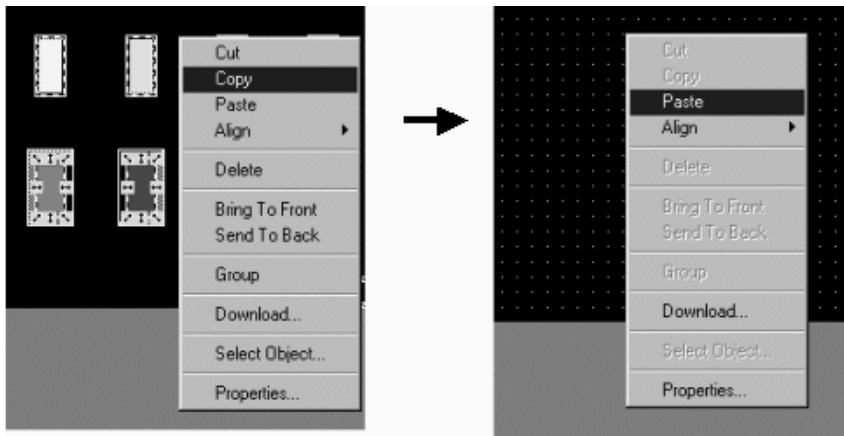 Cut
Copy
Paste
Align
Delete
Bring To Front
Send To Back
Group
Download...
Select Object...
Properties...
Cut
Copy
Paste
Align
Delete
Bring To Front
Send To Back
Group
Download...
Select Object...
Properties...